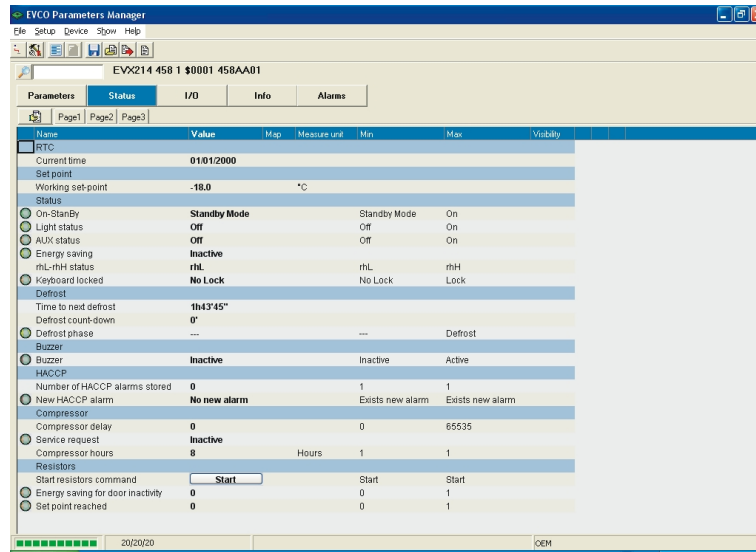 EVCO Parameters Manager
File Setup Device Show Help
EVX214 458 1 $0001 458AA01
Parameters Status I/O Info Alarms
Page1 Page2 Page3
Name Value Map Measure unit Min Max Visibility
RTC
Current time 01/01/2000
Set point
Working set-point -18.0 °C
Status
On-StanBy Standby Mode Standby Mode On
Light status Off Off On
AUX status Off Off On
Energy saving Inactive
rhL-rhH status rhL rhL rhH
Keyboard locked No Lock No Lock Lock
Defrost
Time to next defrost 1h43'45"
Defrost count-down 0'
Defrost phase --- --- Defrost
Buzzer
Buzzer Inactive Inactive Active
HACCP
Number of HACCP alarms stored 0 1 1
New HACCP alarm No new alarm Exists new alarm Exists new alarm
Compressor
Compressor delay 0 0 65535
Service request Inactive
Compressor hours 8 Hours 1 1
Resistors
Start resistors command Start Start Start
Energy saving for door inactivity 0 0 1
Set point reached 0 0 1
20/20/20 OEM